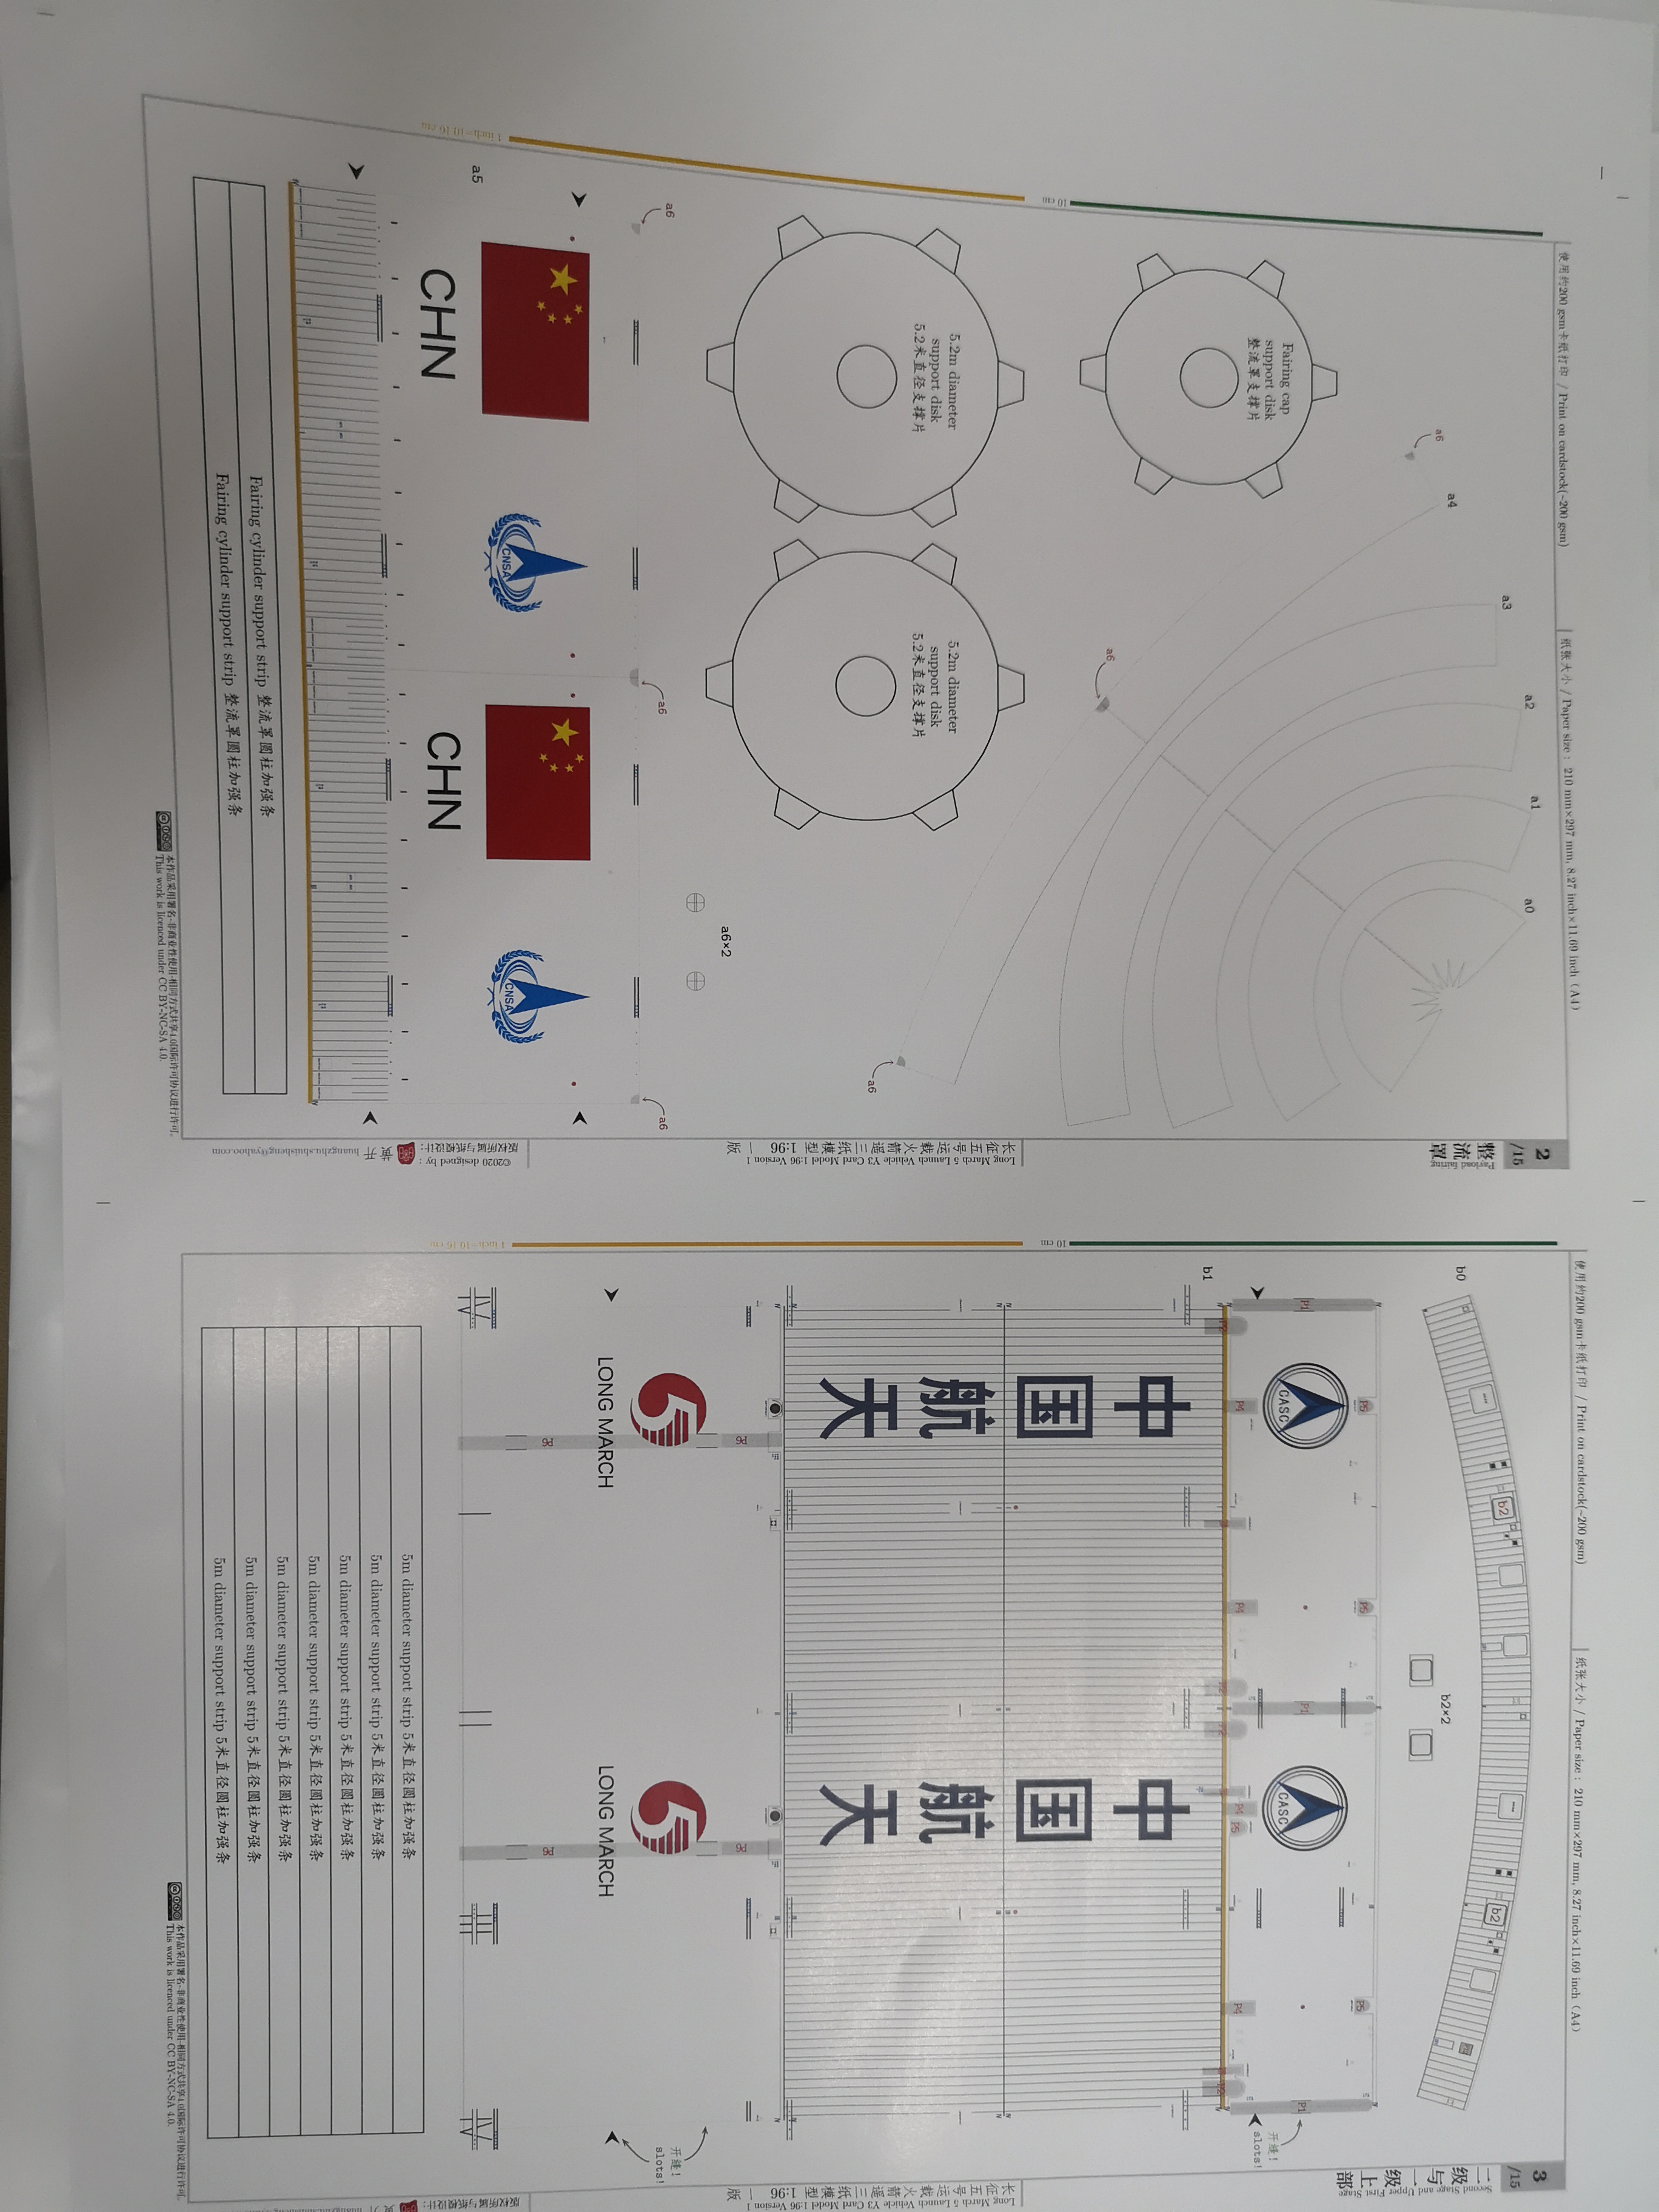 使用约200 gsm卡纸打印 / Print on cardstock(~200 gsm)
纸张大小 / Paper size : 210 mm×297 mm, 8.27 inch×11.69 inch (A4)
2
/15
整流罩
Payload fairing
a0
a1
a2
a3
a4
a6
Fairing cap
support disk
整流罩支撑片
a6
5.2m diameter
support disk
5.2米直径支撑片
5.2m diameter
support disk
5.2米直径支撑片
a6
a6×2
a6
a6
a6
CNSA
CNSA
a5
CHN
CHN
Fairing cylinder support strip 整流罩圆柱加强条
Fairing cylinder support strip 整流罩圆柱加强条
10 cm
Long March 5 Launch Vehicle Y3 Card Model 1:96 Version 1
长征五号运载火箭遥三纸模型 1:96 一版
©2020 designed by :
版权所属与纸模设计:
黄开 huangzhu.shuisheng@yahoo.com
本作品采用署名-非商业性使用-相同方式共享4.0国际许可协议进行许可。
This work is licenced under CC BY-NC-SA 4.0.
使用约200 gsm卡纸打印 / Print on cardstock(~200 gsm)
纸张大小 / Paper size : 210 mm×297 mm, 8.27 inch×11.69 inch (A4)
3
/15
二级与一级上部
Second Stage and Upper First Stage
b0
b2
b2
b2×2
P5
P5
P5
P1
CASC
P1
CASC
P1
开缝!
slots!
P4
P4
P4
P5
P4
b1
中国航天
中国航天
P6
P6
LONG MARCH
LONG MARCH
开缝!
slots!
P6
P6
5m diameter support strip 5米直径圆柱加强条
5m diameter support strip 5米直径圆柱加强条
5m diameter support strip 5米直径圆柱加强条
5m diameter support strip 5米直径圆柱加强条
5m diameter support strip 5米直径圆柱加强条
5m diameter support strip 5米直径圆柱加强条
5m diameter support strip 5米直径圆柱加强条
10 cm
Long March 5 Launch Vehicle Y3 Card Model 1:96 Version 1
长征五号运载火箭遥三纸模型 1:96 一版
版权所属与纸模设计:
本作品采用署名-非商业性使用-相同方式共享4.0国际许可协议进行许可。
This work is licenced under CC BY-NC-SA 4.0.